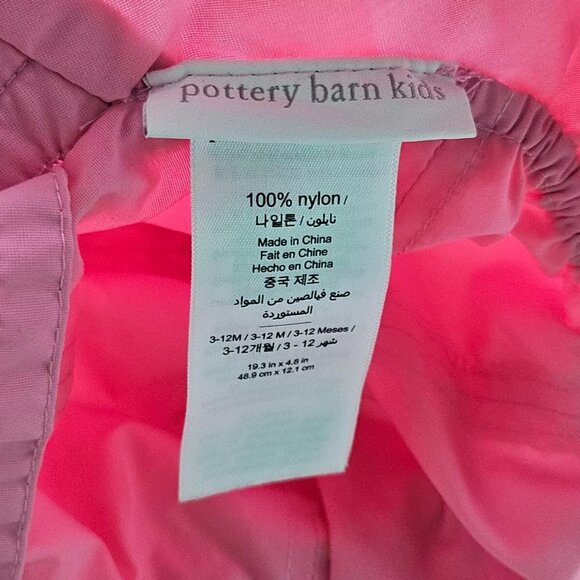 pottery barn kids
100% nylon /
나일론 / نايلون
Made in China
Fait en Chine
Hecho en China
중국 제조
صنع فيالصين من المواد
المستوردة
3-12M / 3-12 M / 3-12 Meses /
3-12개월 / 3 - 12 شهر
19.3 in x 4.8 in
48.9 cm x 12.1 cm